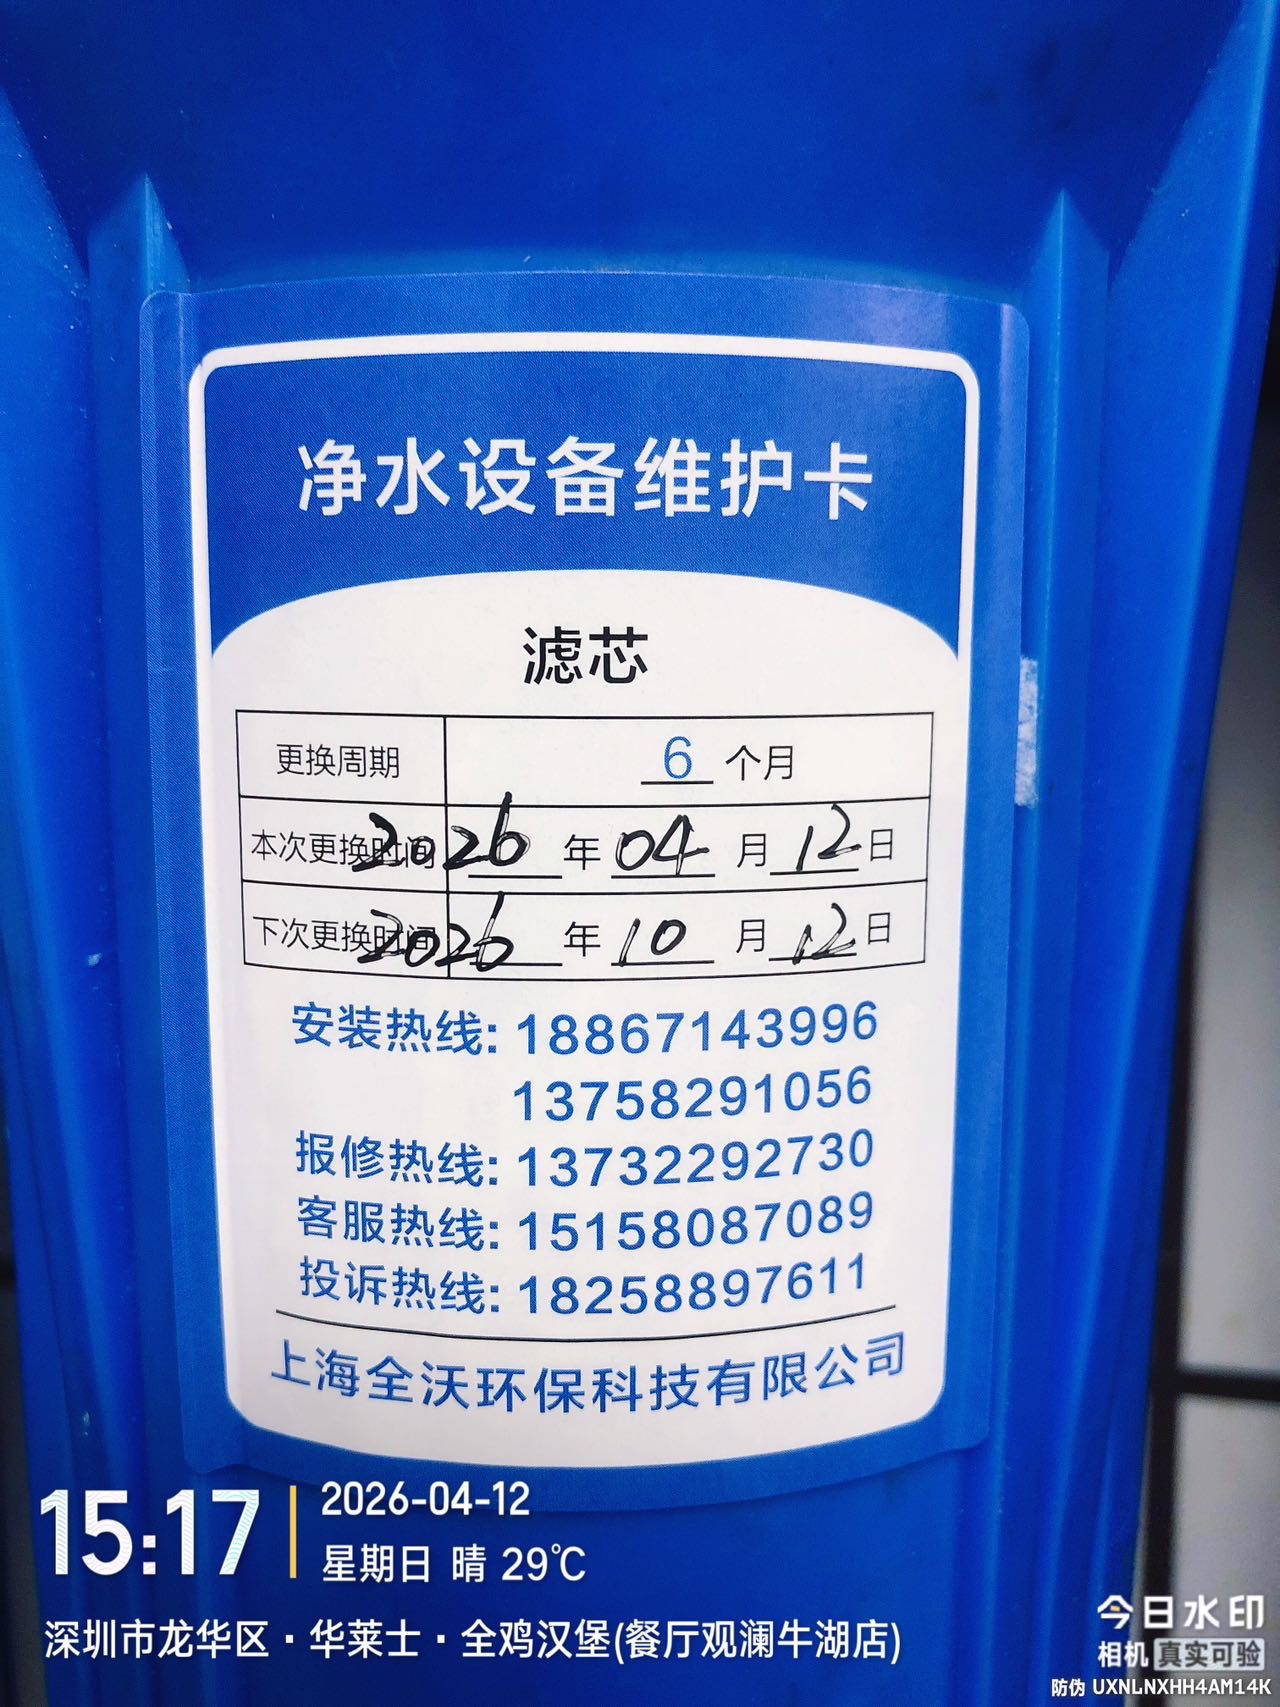 净水设备维护卡
滤芯
更换周期 6 个月
本次更换时间 2026 年 04 月 12 日
下次更换时间 2026 年 10 月 12 日
安装热线: 18867143996
13758291056
报修热线: 13732292730
客服热线: 15158087089
投诉热线: 18258897611
上海全沃环保科技有限公司
15:17
2026-04-12
星期日 晴 29℃
深圳市龙华区·华莱士·全鸡汉堡(餐厅观澜牛湖店)
今日水印
相机 真实可验
防伪 UXNLNXHH4AM14K